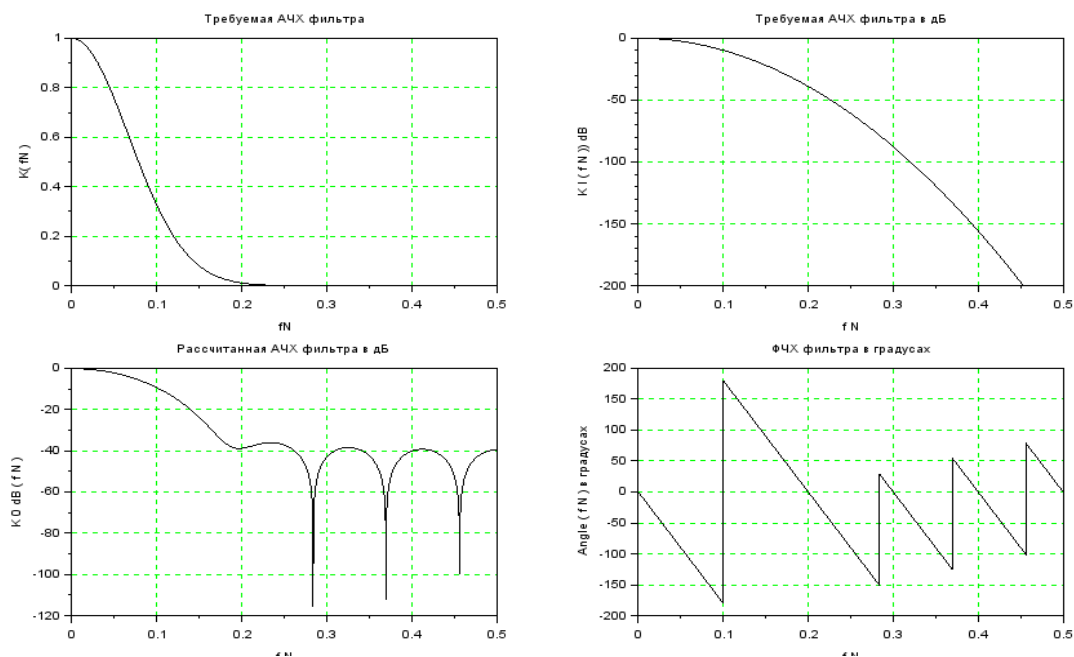 Требуемая АЧХ фильтра
K(fN)
1
0.8
0.6
0.4
0.2
0
0 0.1 0.2 0.3 0.4 0.5
fN
Требуемая АЧХ фильтра в дБ
K I ( f N )) dB
0
-50
-100
-150
-200
0 0.1 0.2 0.3 0.4 0.5
f N
Рассчитанная АЧХ фильтра в дБ
K 0 dB ( f N )
0
-20
-40
-60
-80
-100
-120
0 0.1 0.2 0.3 0.4 0.5
f N
ФЧХ фильтра в градусах
Angle ( f N ) в градусах
200
150
100
50
0
-50
-100
-150
-200
0 0.1 0.2 0.3 0.4 0.5
f N